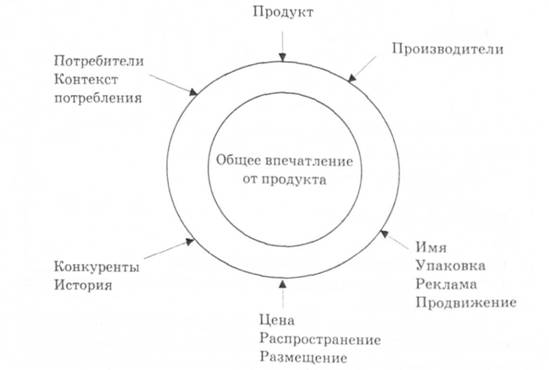 Продукт
Производители
Потребители
Контекст
потребления
Общее впечатление
от продукта
Конкуренты
История
Имя
Упаковка
Реклама
Продвижение
Цена
Распространение
Размещение